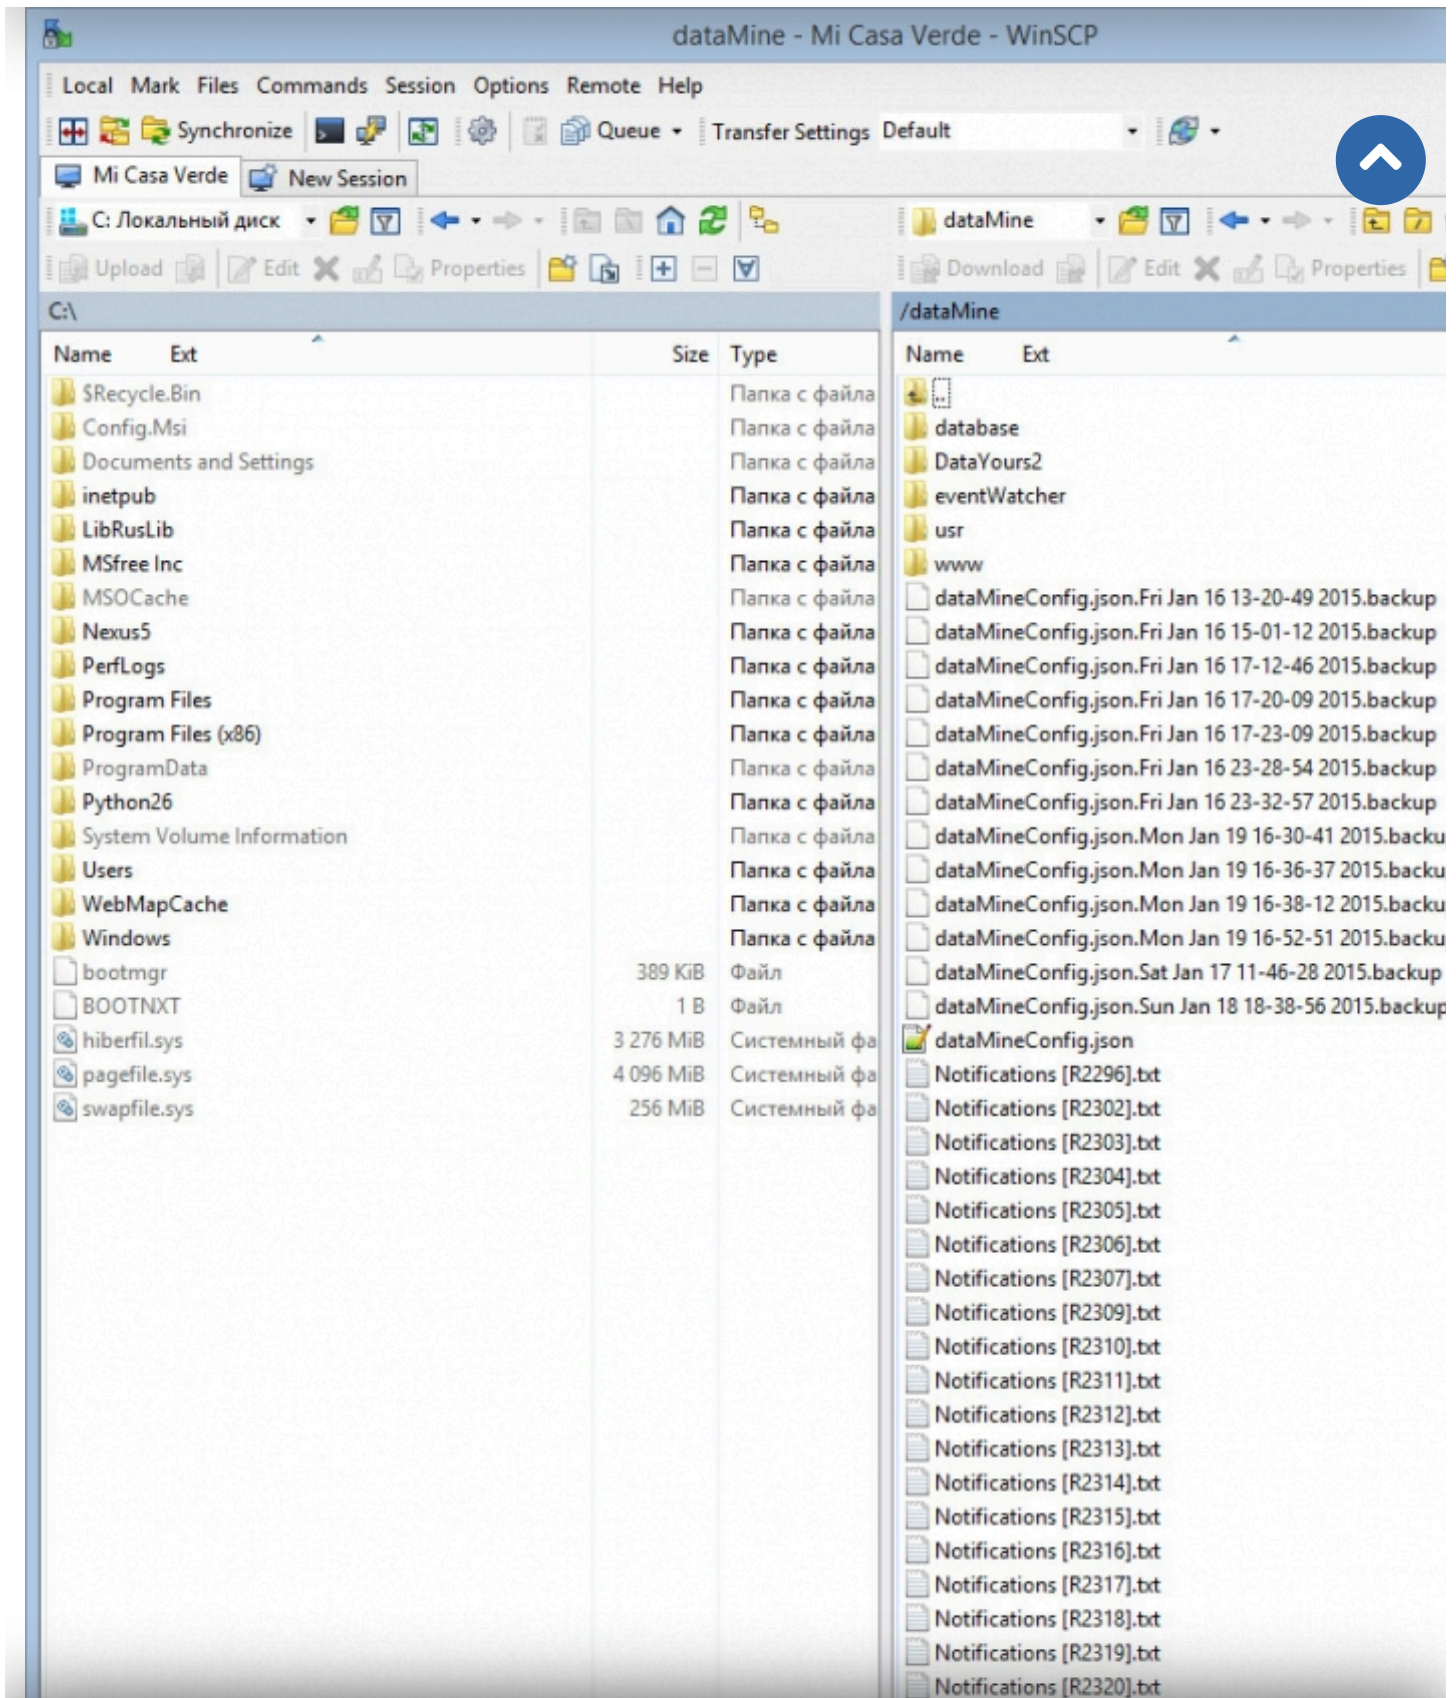 dataMine - Mi Casa Verde - WinSCP
Local Mark Files Commands Session Options Remote Help
Synchronize Queue Transfer Settings Default
Mi Casa Verde New Session
C: Локальный диск dataMine
Upload Edit Properties Download Edit Properties
C:\ /dataMine
Name Ext Size Type Name Ext
$Recycle.Bin Папка с файла ..
Config.Msi Папка с файла database
Documents and Settings Папка с файла DataYours2
inetpub Папка с файла eventWatcher
LibRusLib Папка с файла usr
MSfree Inc Папка с файла www
MSOCache Папка с файла dataMineConfig.json.Fri Jan 16 13-20-49 2015.backup
Nexus5 Папка с файла dataMineConfig.json.Fri Jan 16 15-01-12 2015.backup
PerfLogs Папка с файла dataMineConfig.json.Fri Jan 16 17-12-46 2015.backup
Program Files Папка с файла dataMineConfig.json.Fri Jan 16 17-20-09 2015.backup
Program Files (x86) Папка с файла dataMineConfig.json.Fri Jan 16 17-23-09 2015.backup
ProgramData Папка с файла dataMineConfig.json.Fri Jan 16 23-28-54 2015.backup
Python26 Папка с файла dataMineConfig.json.Fri Jan 16 23-32-57 2015.backup
System Volume Information Папка с файла dataMineConfig.json.Mon Jan 19 16-30-41 2015.backu
Users Папка с файла dataMineConfig.json.Mon Jan 19 16-36-37 2015.backu
WebMapCache Папка с файла dataMineConfig.json.Mon Jan 19 16-38-12 2015.backu
Windows Папка с файла dataMineConfig.json.Mon Jan 19 16-52-51 2015.backu
bootmgr 389 KiB Файл dataMineConfig.json.Sat Jan 17 11-46-28 2015.backup
BOOTNXT 1 B Файл dataMineConfig.json.Sun Jan 18 18-38-56 2015.backup
hiberfil.sys 3 276 MiB Системный фа dataMineConfig.json
pagefile.sys 4 096 MiB Системный фа Notifications [R2296].txt
swapfile.sys 256 MiB Системный фа Notifications [R2302].txt
Notifications [R2303].txt
Notifications [R2304].txt
Notifications [R2305].txt
Notifications [R2306].txt
Notifications [R2307].txt
Notifications [R2309].txt
Notifications [R2310].txt
Notifications [R2311].txt
Notifications [R2312].txt
Notifications [R2313].txt
Notifications [R2314].txt
Notifications [R2315].txt
Notifications [R2316].txt
Notifications [R2317].txt
Notifications [R2318].txt
Notifications [R2319].txt
Notifications [R2320].txt